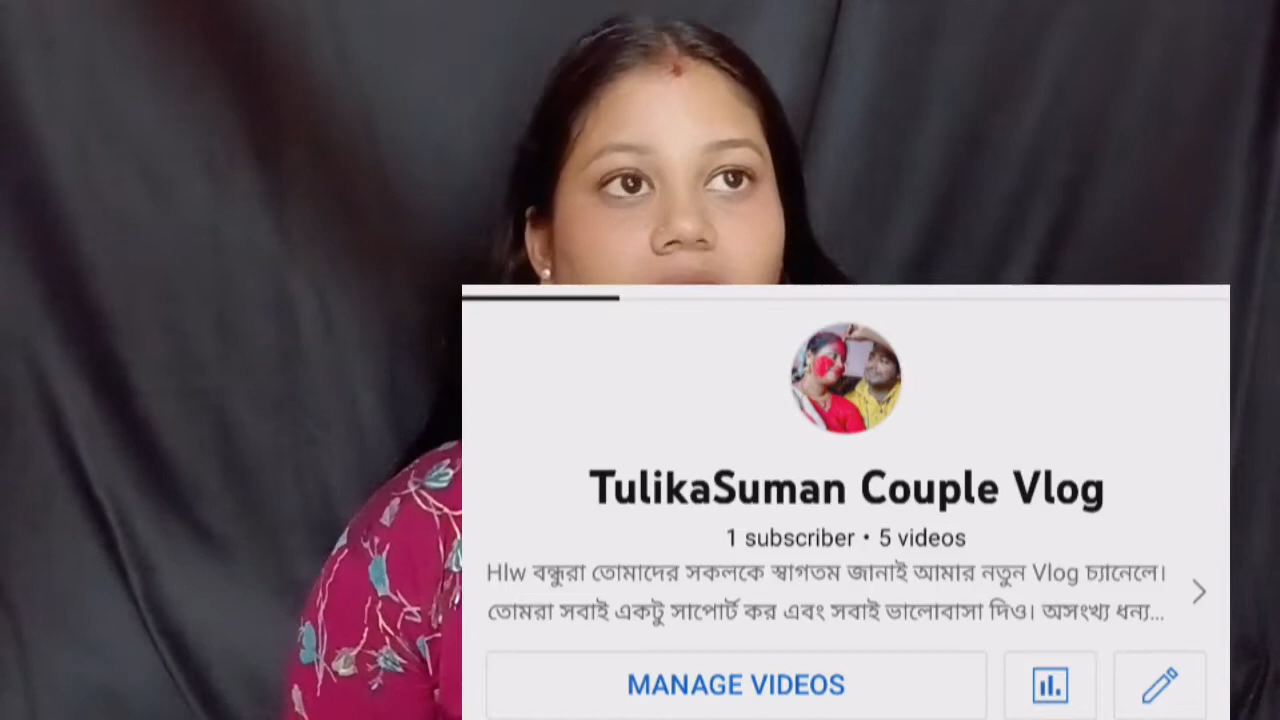 TulikaSuman Couple Vlog
1 subscriber • 5 videos
Hlw বন্ধুরা তোমাদের সকলকে স্বাগতম জানাই আমার নতুন Vlog চ্যানেলে।
তোমরা সবাই একটু সাপোর্ট কর এবং সবাই ভালোবাসা দিও। অসংখ্য ধন্য...
MANAGE VIDEOS